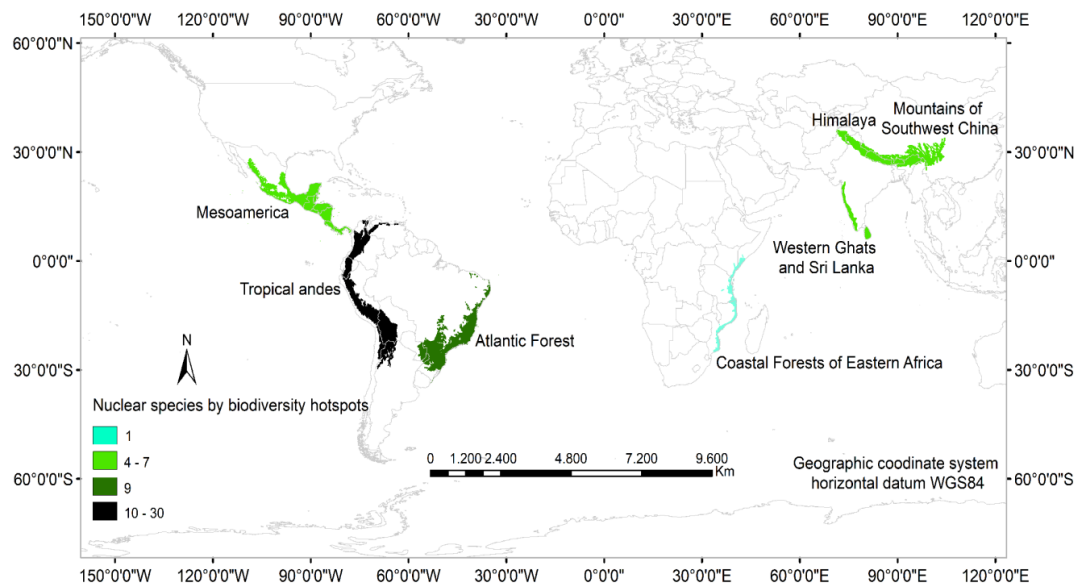 150°0'0"W 120°0'0"W 90°0'0"W 60°0'0"W 30°0'0"W 0°0'0" 30°0'0"E 60°0'0"E 90°0'0"E 120°0'0"E
60°0'0"N
Mountains of
Himalaya Southwest China
30°0'0"N 30°0'0"N
Mesoamerica
Western Ghats
and Sri Lanka
0°0'0" 0°0'0"
Tropical andes
Atlantic Forest
N
Coastal Forests of Eastern Africa
30°0'0"S 30°0'0"S
Nuclear species by biodiversity hotspots
1
4 - 7
9
10 - 30
0 1.200 2.400 4.800 7.200 9.600
Km
Geographic coodinate system
horizontal datum WGS84
60°0'0"S 60°0'0"S
150°0'0"W 120°0'0"W 90°0'0"W 60°0'0"W 30°0'0"W 0°0'0" 30°0'0"E 60°0'0"E 90°0'0"E 120°0'0"E